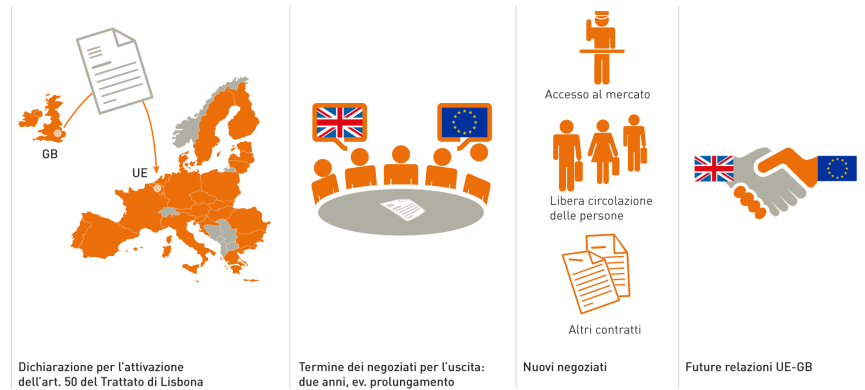 GB
UE
Dichiarazione per l'attivazione
dell'art. 50 del Trattato di Lisbona
Termine dei negoziati per l'uscita:
due anni, ev. prolungamento
Accesso al mercato
Libera circolazione
delle persone
Altri contratti
Nuovi negoziati
Future relazioni UE-GB